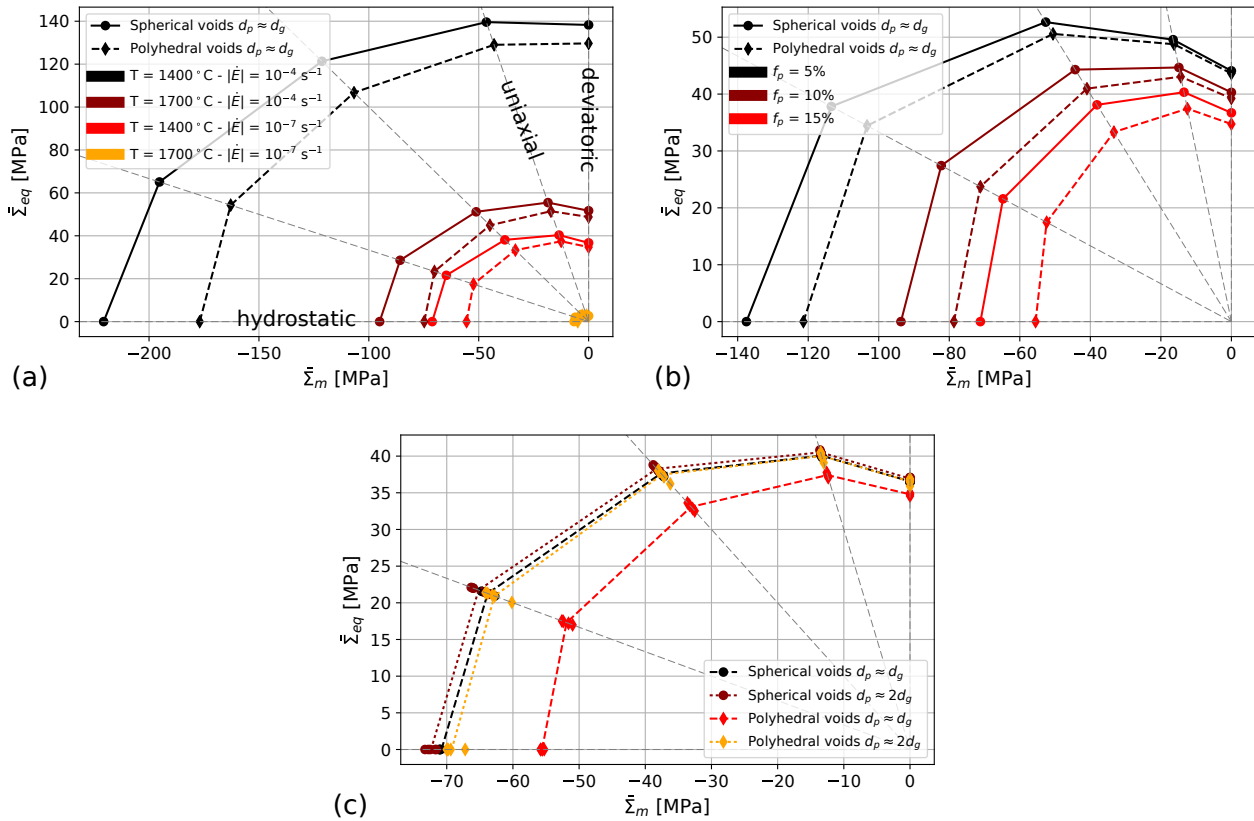 140
120
100
80
60
40
20
0
Σ̄_eq [MPa]
Spherical voids d_p ≈ d_g
Polyhedral voids d_p ≈ d_g
T = 1400 °C - |Ė| = 10⁻⁴ s⁻¹
T = 1700 °C - |Ė| = 10⁻⁴ s⁻¹
T = 1400 °C - |Ė| = 10⁻⁷ s⁻¹
T = 1700 °C - |Ė| = 10⁻⁷ s⁻¹
uniaxial
deviatoric
hydrostatic
−200 −150 −100 −50 0
Σ̄_m [MPa]
(a)
50
40
30
20
10
0
Σ̄_eq [MPa]
Spherical voids d_p ≈ d_g
Polyhedral voids d_p ≈ d_g
f_p = 5%
f_p = 10%
f_p = 15%
−140 −120 −100 −80 −60 −40 −20 0
Σ̄_m [MPa]
(b)
40
35
30
25
20
15
10
5
0
Σ̄_eq [MPa]
Spherical voids d_p ≈ d_g
Spherical voids d_p ≈ 2d_g
Polyhedral voids d_p ≈ d_g
Polyhedral voids d_p ≈ 2d_g
−70 −60 −50 −40 −30 −20 −10 0
Σ̄_m [MPa]
(c)